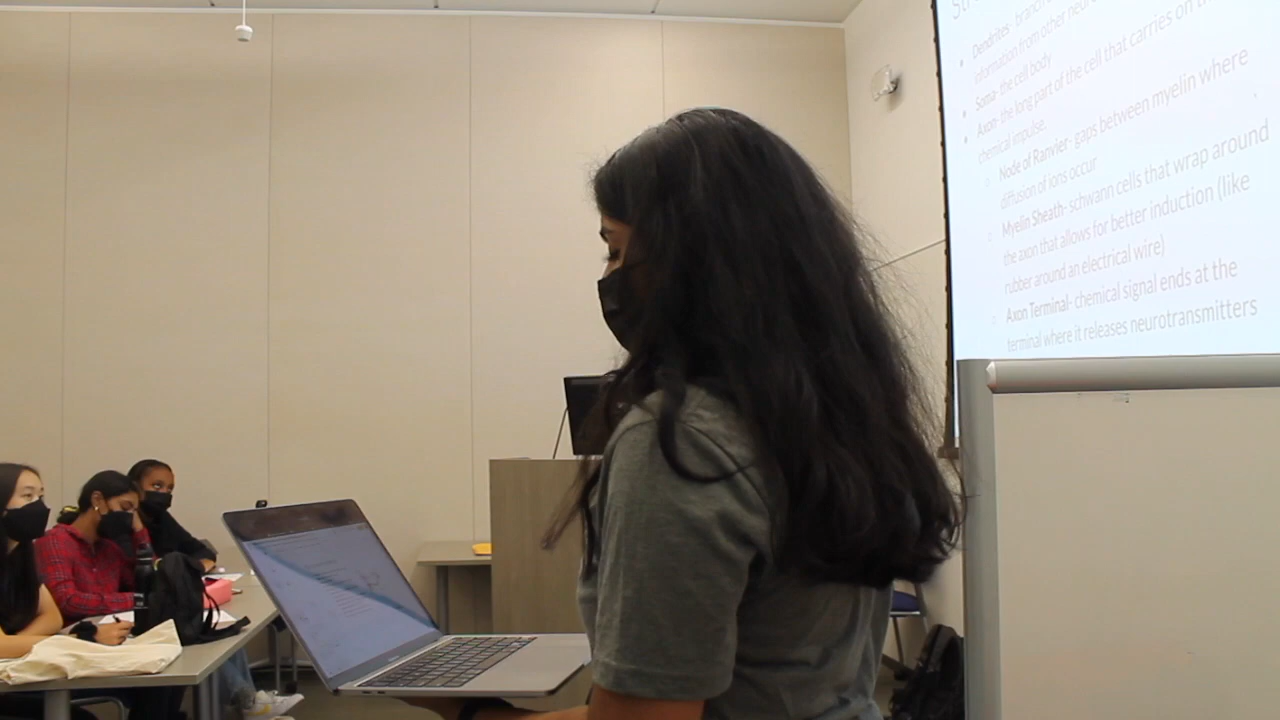 Dendrites- branch
information from other neuro
Soma- the cell body
Axon- the long part of the cell that carries on th
chemical impulse.
Node of Ranvier- gaps between myelin where
diffusion of ions occur
Myelin Sheath- schwann cells that wrap around
the axon that allows for better induction (like
rubber around an electrical wire)
Axon Terminal- chemical signal ends at the
terminal where it releases neurotransmitters